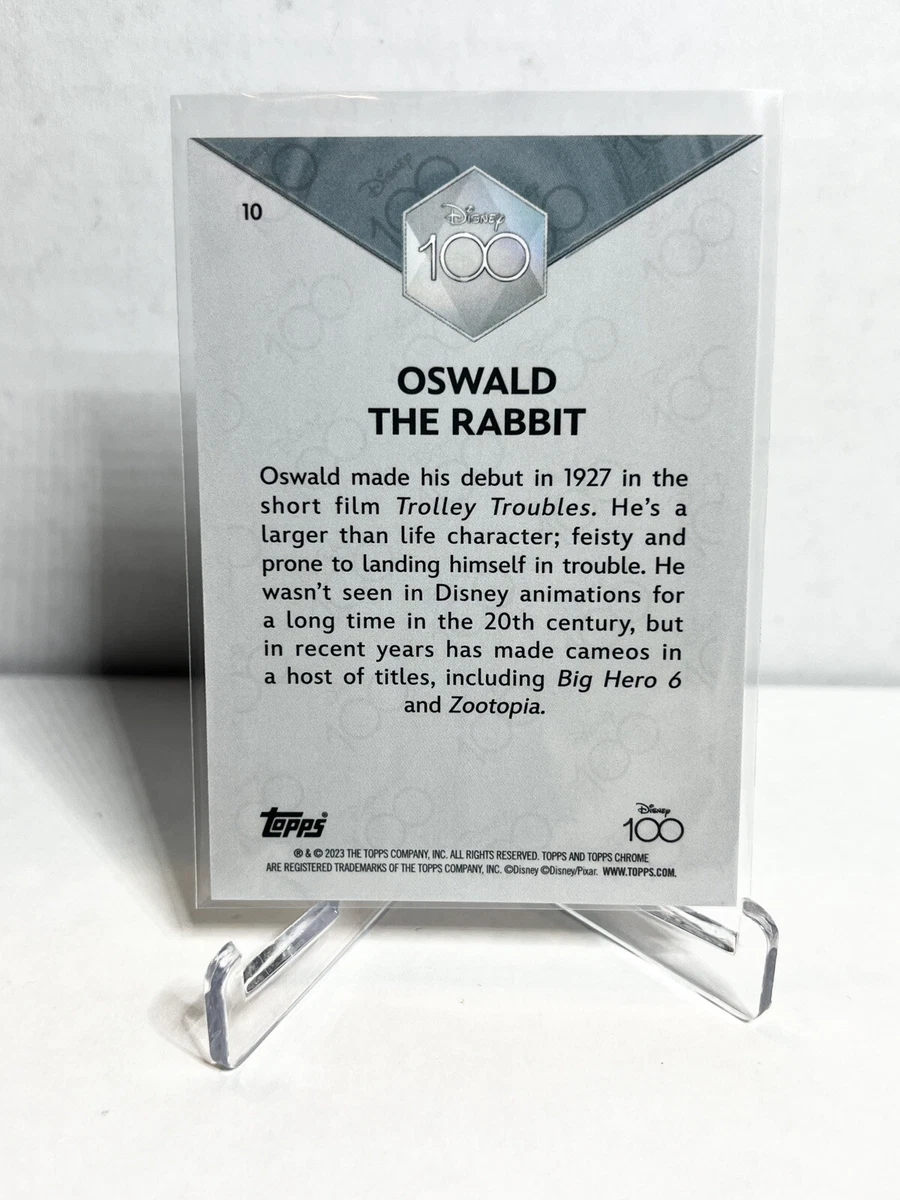 10
Disney
100
OSWALD
THE RABBIT
Oswald made his debut in 1927 in the
short film Trolley Troubles. He's a
larger than life character; feisty and
prone to landing himself in trouble. He
wasn't seen in Disney animations for
a long time in the 20th century, but
in recent years has made cameos in
a host of titles, including Big Hero 6
and Zootopia.
topps®
Disney
100
® & © 2023 THE TOPPS COMPANY, INC. ALL RIGHTS RESERVED. TOPPS AND TOPPS CHROME
ARE REGISTERED TRADEMARKS OF THE TOPPS COMPANY, INC. ©Disney ©Disney/Pixar. WWW.TOPPS.COM.